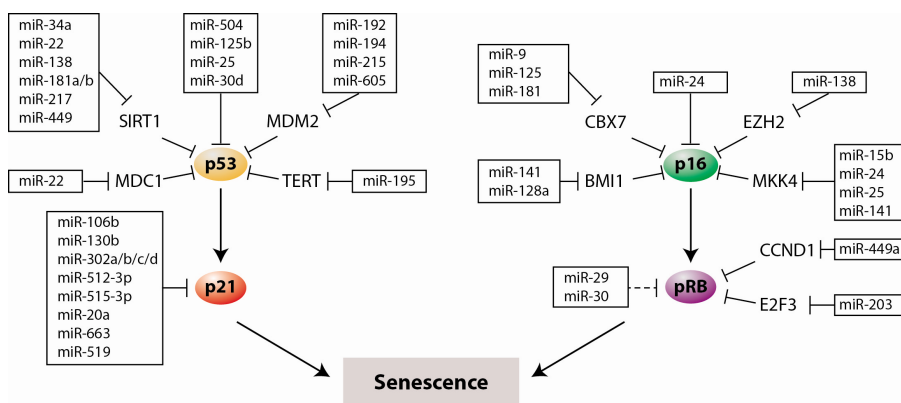 miR-34a
miR-22
miR-138
miR-181a/b
miR-217
miR-449
SIRT1
miR-504
miR-125b
miR-25
miR-30d
miR-192
miR-194
miR-215
miR-605
MDM2
p53
miR-22
MDC1
TERT
miR-195
miR-106b
miR-130b
miR-302a/b/c/d
miR-512-3p
miR-515-3p
miR-20a
miR-663
miR-519
p21
miR-9
miR-125
miR-181
CBX7
miR-24
miR-138
EZH2
p16
miR-141
miR-128a
BMI1
MKK4
miR-15b
miR-24
miR-25
miR-141
CCND1
miR-449a
miR-29
miR-30
pRB
E2F3
miR-203
Senescence